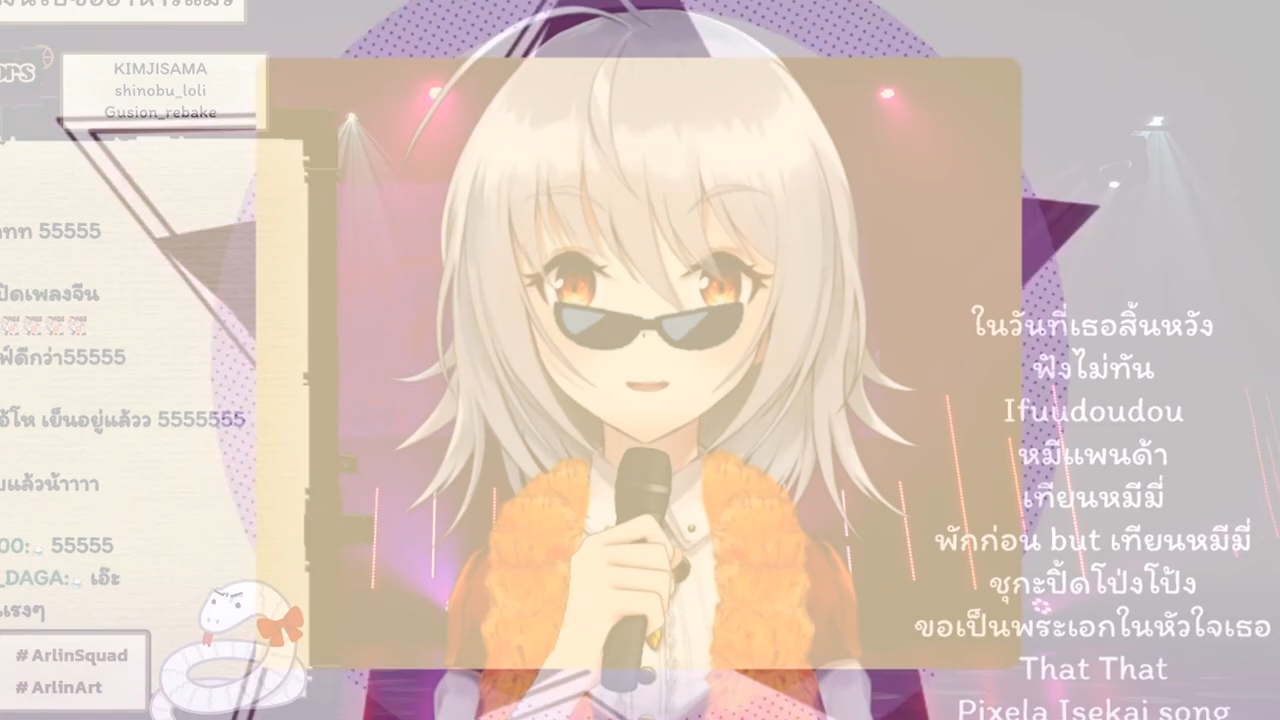 KIMJISAMA
shinobu_loli
Gusion_rebake
55555
ปิดเพลงจีน
ฟ์ดีกว่า55555
เย็นอยู่แล้วว 5555555
แล้วน้าาาา
55555
_DAGA: เอ๊ะ
แรงๆ
#ArlinSquad
#ArlinArt
ในวันที่เธอสิ้นหวัง
ฟังไม่ทัน
Ifuudoudou
หมีแพนด้า
เทียนหมีมี่
พักก่อน but เทียนหมีมี่
ชุกะปิ้ดโป่งโป้ง
ขอเป็นพระเอกในหัวใจเธอ
That That
Pixela Isekai song